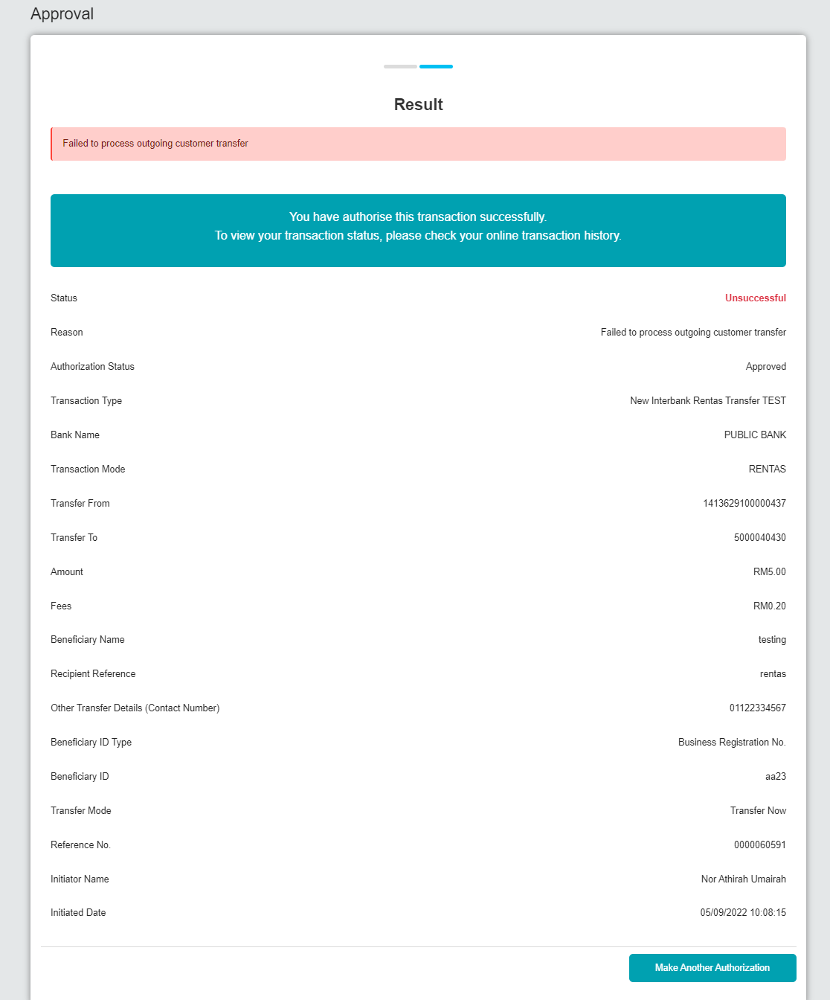 Approval
Result
Failed to process outgoing customer transfer
You have authorise this transaction successfully.
To view your transaction status, please check your online transaction history.
Status Unsuccessful
Reason Failed to process outgoing customer transfer
Authorization Status Approved
Transaction Type New Interbank Rentas Transfer TEST
Bank Name PUBLIC BANK
Transaction Mode RENTAS
Transfer From 1413629100000437
Transfer To 5000040430
Amount RM5.00
Fees RM0.20
Beneficiary Name testing
Recipient Reference rentas
Other Transfer Details (Contact Number) 01122334567
Beneficiary ID Type Business Registration No.
Beneficiary ID aa23
Transfer Mode Transfer Now
Reference No. 0000060591
Initiator Name Nor Athirah Umairah
Initiated Date 05/09/2022 10:08:15
Make Another Authorization